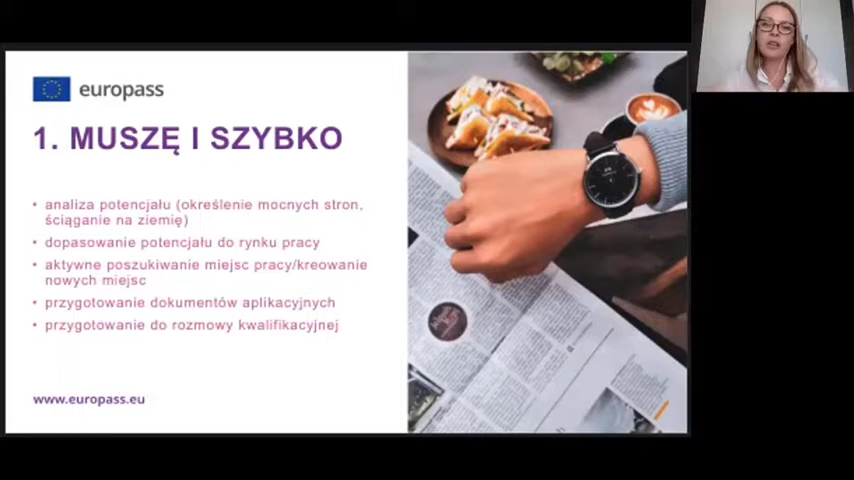 europass
1. MUSZĘ I SZYBKO
• analiza potencjału (określenie mocnych stron,
ściąganie na ziemię)
• dopasowanie potencjału do rynku pracy
• aktywne poszukiwanie miejsc pracy/kreowanie
nowych miejsc
• przygotowanie dokumentów aplikacyjnych
• przygotowanie do rozmowy kwalifikacyjnej
www.europass.eu